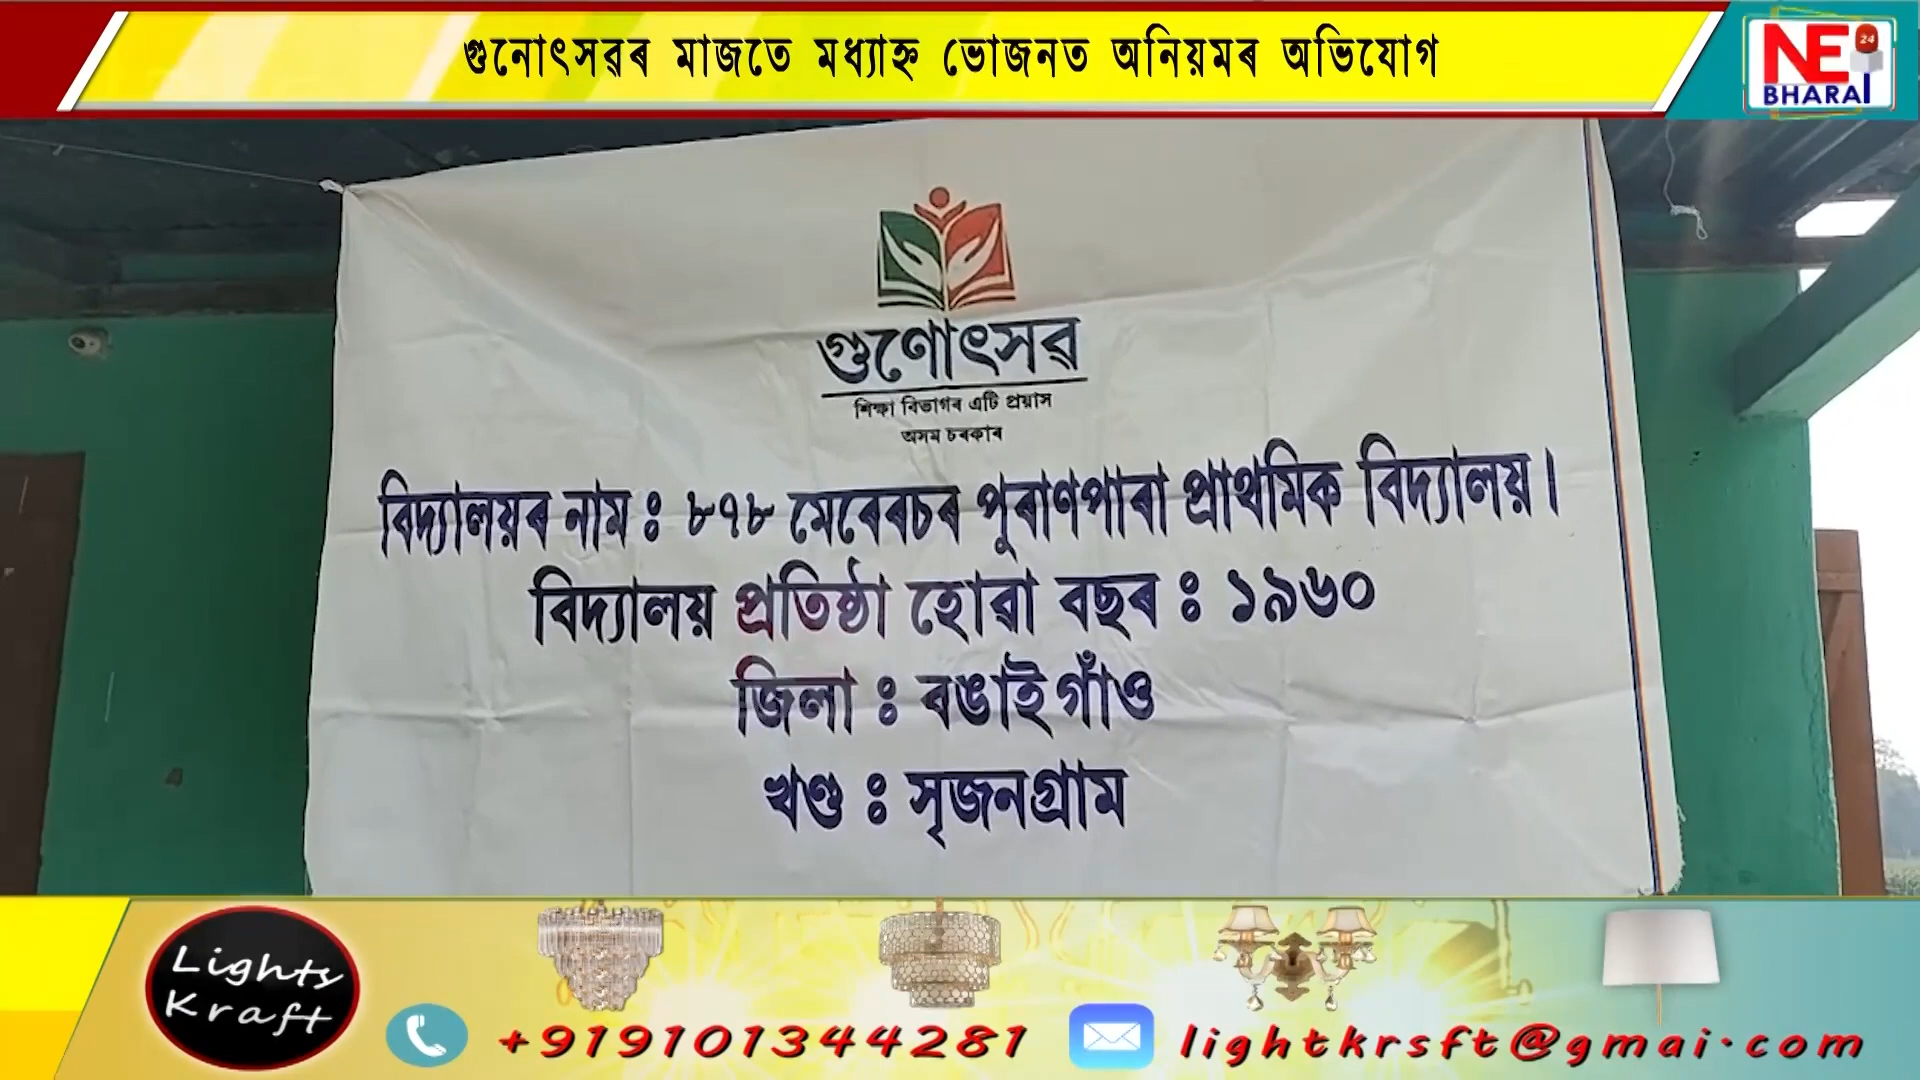 গুনোৎসৱৰ মাজতে মধ্যাহ্ন ভোজনত অনিয়মৰ অভিযোগ
NE 24
BHARAT
গুণোৎসৱ
শিক্ষা বিভাগৰ এটি প্ৰয়াস
অসম চৰকাৰ
বিদ্যালয়ৰ নাম ঃ ৮৭৮ মেৰেৰচৰ পুৰাণপাৰা প্ৰাথমিক বিদ্যালয়।
বিদ্যালয় প্ৰতিষ্ঠা হোৱা বছৰ ঃ ১৯৬০
জিলা ঃ বঙাইগাঁও
খণ্ড ঃ সৃজনগ্ৰাম
Lights
Kraft
+919101344281 lightkrsft@gmai.com